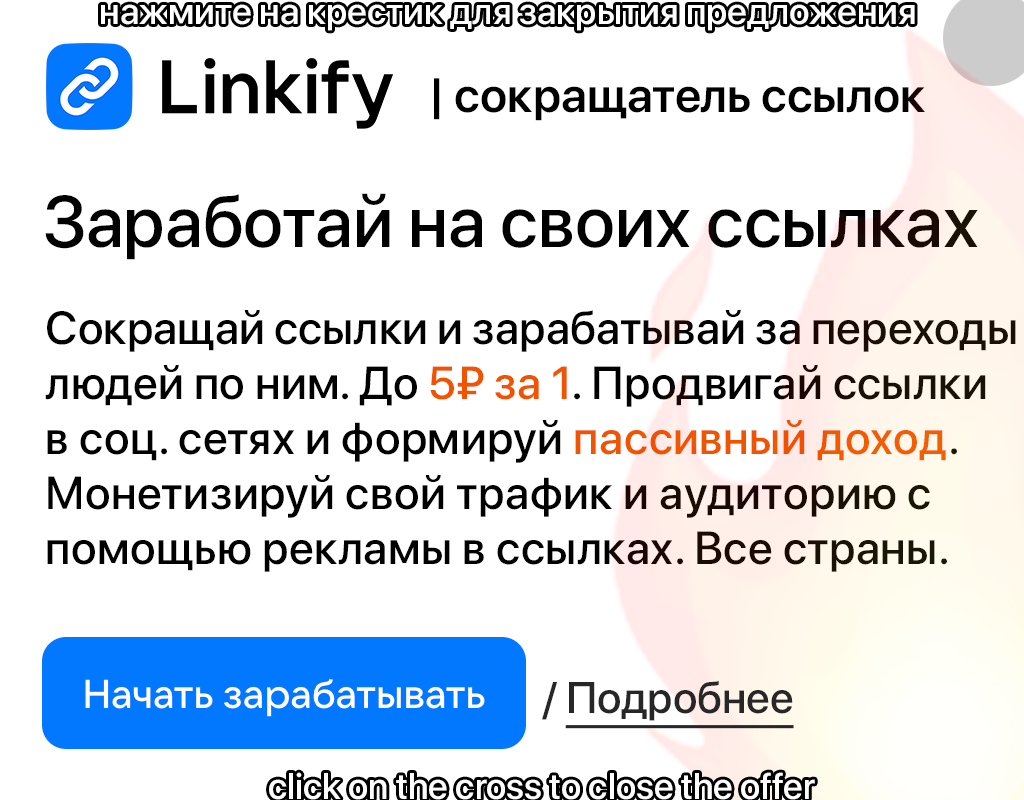 нажмите на крестик для закрытия предложения
Linkify | сокращатель ссылок
Заработай на своих ссылках
Сокращай ссылки и зарабатывай за переходы
людей по ним. До 5₽ за 1. Продвигай ссылки
в соц. сетях и формируй пассивный доход.
Монетизируй свой трафик и аудиторию с
помощью рекламы в ссылках. Все страны.
Начать зарабатывать / Подробнее
click on the cross to close the offer